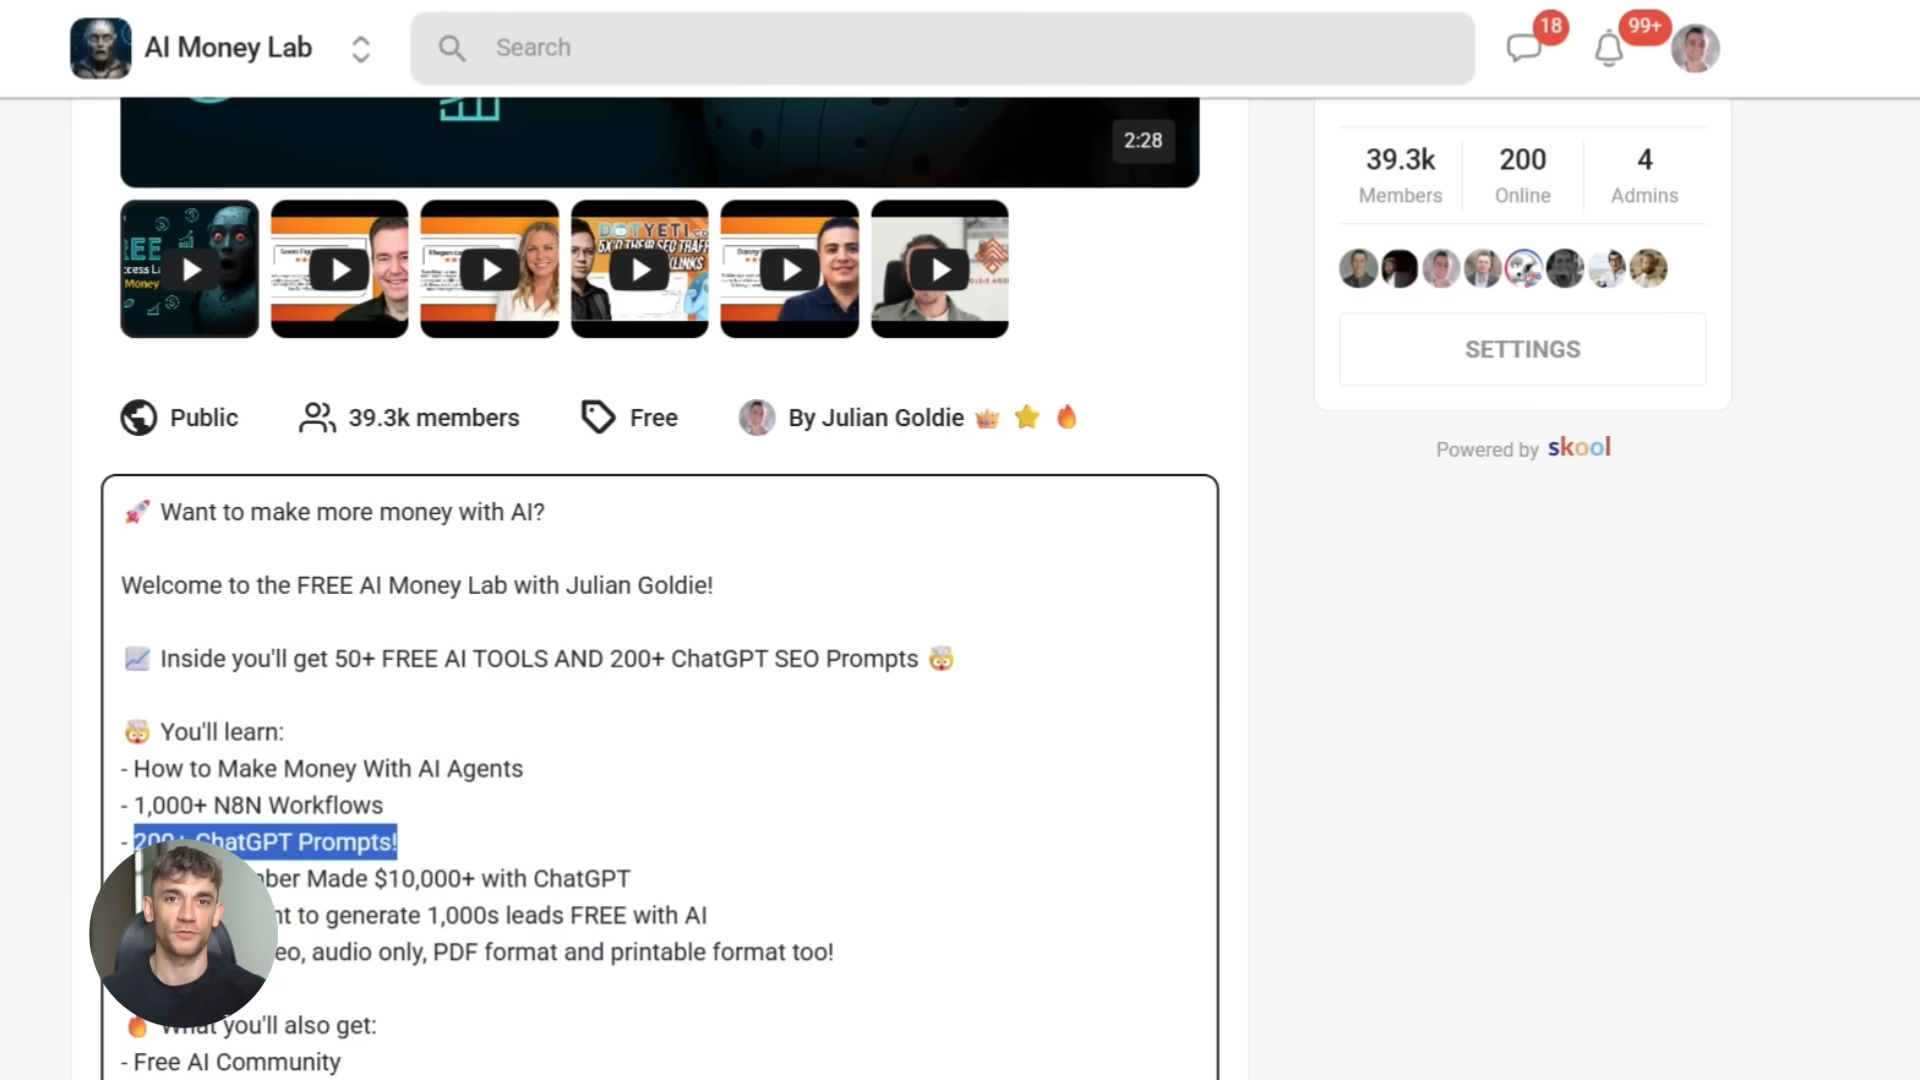 AI Money Lab
Search
18
99+
2:28
39.3k
Members
200
Online
4
Admins
SETTINGS
Powered by skool
Public
39.3k members
Free
By Julian Goldie
🚀 Want to make more money with AI?
Welcome to the FREE AI Money Lab with Julian Goldie!
📈 Inside you'll get 50+ FREE AI TOOLS AND 200+ ChatGPT SEO Prompts 🤯
🤯 You'll learn:
- How to Make Money With AI Agents
- 1,000+ N8N Workflows
- 200+ ChatGPT Prompts!
Made $10,000+ with ChatGPT
to generate 1,000s leads FREE with AI
audio only, PDF format and printable format too!
🔥 What you'll also get:
- Free AI Community